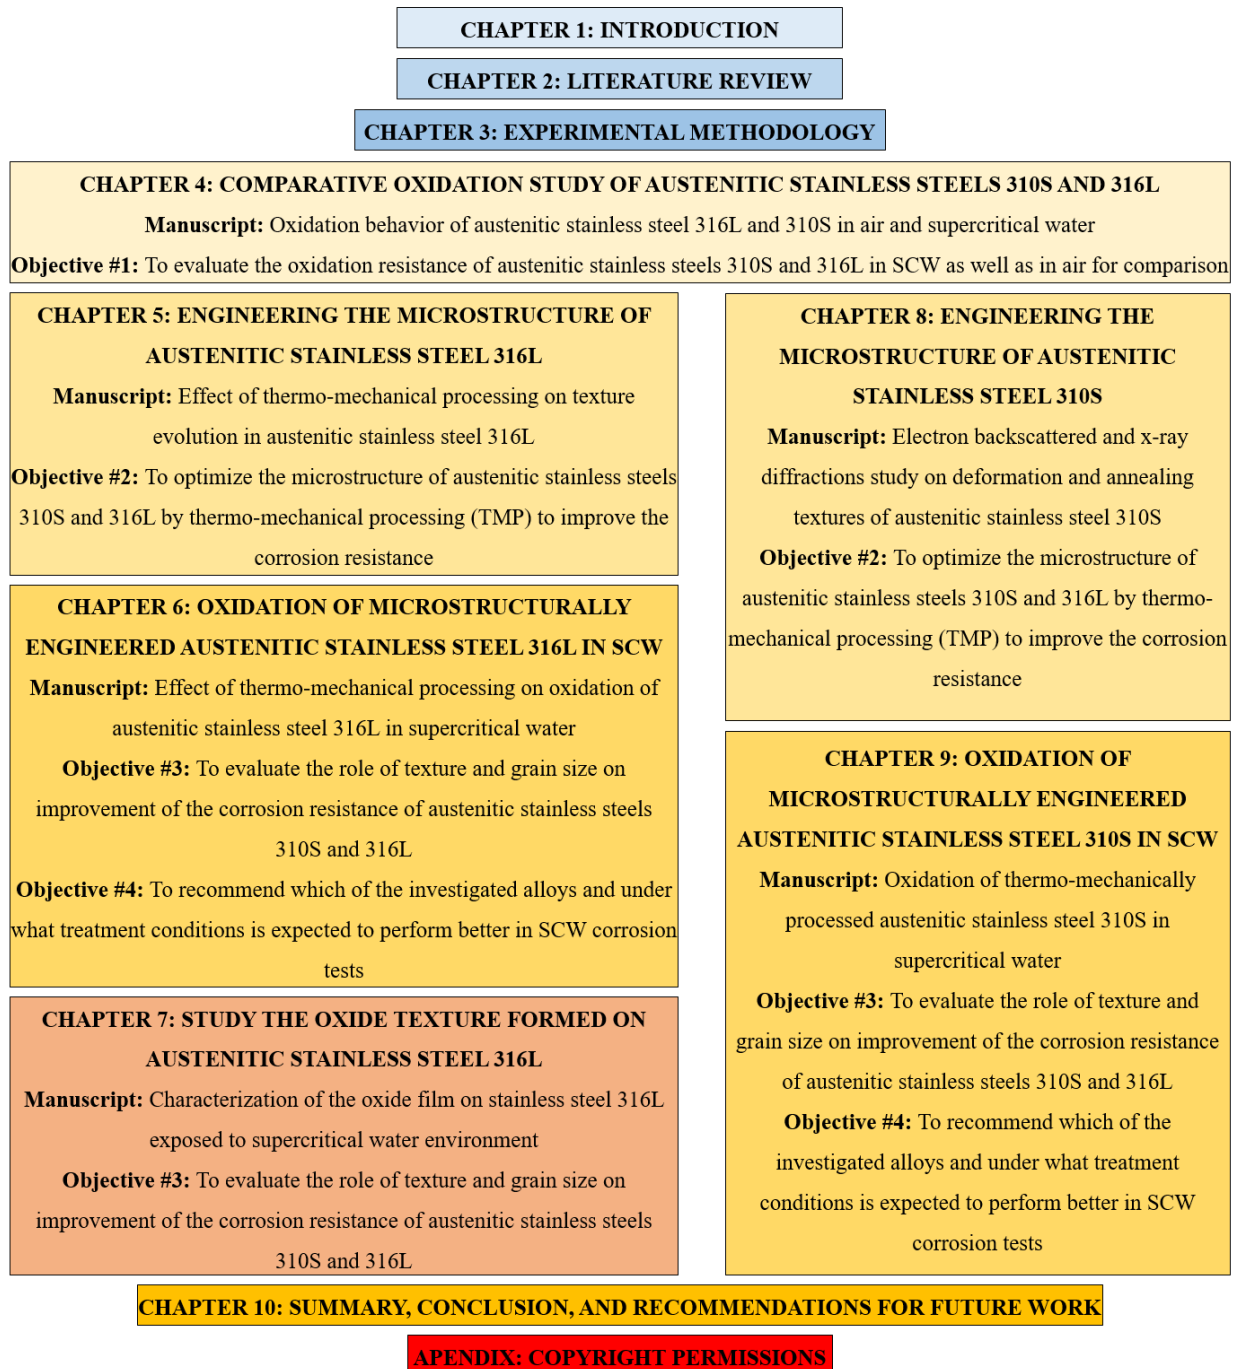 CHAPTER 1: INTRODUCTION
CHAPTER 2: LITERATURE REVIEW
CHAPTER 3: EXPERIMENTAL METHODOLOGY
CHAPTER 4: COMPARATIVE OXIDATION STUDY OF AUSTENITIC STAINLESS STEELS 310S AND 316L
Manuscript: Oxidation behavior of austenitic stainless steel 316L and 310S in air and supercritical water
Objective #1: To evaluate the oxidation resistance of austenitic stainless steels 310S and 316L in SCW as well as in air for comparison
CHAPTER 5: ENGINEERING THE MICROSTRUCTURE OF
AUSTENITIC STAINLESS STEEL 316L
Manuscript: Effect of thermo-mechanical processing on texture
evolution in austenitic stainless steel 316L
Objective #2: To optimize the microstructure of austenitic stainless steels
310S and 316L by thermo-mechanical processing (TMP) to improve the
corrosion resistance
CHAPTER 6: OXIDATION OF MICROSTRUCTURALLY
ENGINEERED AUSTENITIC STAINLESS STEEL 316L IN SCW
Manuscript: Effect of thermo-mechanical processing on oxidation of
austenitic stainless steel 316L in supercritical water
Objective #3: To evaluate the role of texture and grain size on
improvement of the corrosion resistance of austenitic stainless steels
310S and 316L
Objective #4: To recommend which of the investigated alloys and under
what treatment conditions is expected to perform better in SCW corrosion
tests
CHAPTER 7: STUDY THE OXIDE TEXTURE FORMED ON
AUSTENITIC STAINLESS STEEL 316L
Manuscript: Characterization of the oxide film on stainless steel 316L
exposed to supercritical water environment
Objective #3: To evaluate the role of texture and grain size on
improvement of the corrosion resistance of austenitic stainless steels
310S and 316L
CHAPTER 8: ENGINEERING THE
MICROSTRUCTURE OF AUSTENITIC
STAINLESS STEEL 310S
Manuscript: Electron backscattered and x-ray
diffractions study on deformation and annealing
textures of austenitic stainless steel 310S
Objective #2: To optimize the microstructure of
austenitic stainless steels 310S and 316L by thermo-
mechanical processing (TMP) to improve the corrosion
resistance
CHAPTER 9: OXIDATION OF
MICROSTRUCTURALLY ENGINEERED
AUSTENITIC STAINLESS STEEL 310S IN SCW
Manuscript: Oxidation of thermo-mechanically
processed austenitic stainless steel 310S in
supercritical water
Objective #3: To evaluate the role of texture and
grain size on improvement of the corrosion resistance
of austenitic stainless steels 310S and 316L
Objective #4: To recommend which of the
investigated alloys and under what treatment
conditions is expected to perform better in SCW
corrosion tests
CHAPTER 10: SUMMARY, CONCLUSION, AND RECOMMENDATIONS FOR FUTURE WORK
APENDIX: COPYRIGHT PERMISSIONS